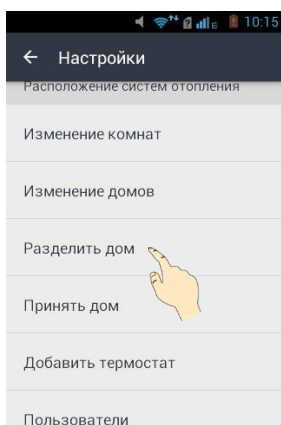 E 10:15
← Настройки
Расположение систем отопления
Изменение комнат
Изменение домов
Разделить дом
Принять дом
Добавить термостат
Пользователи